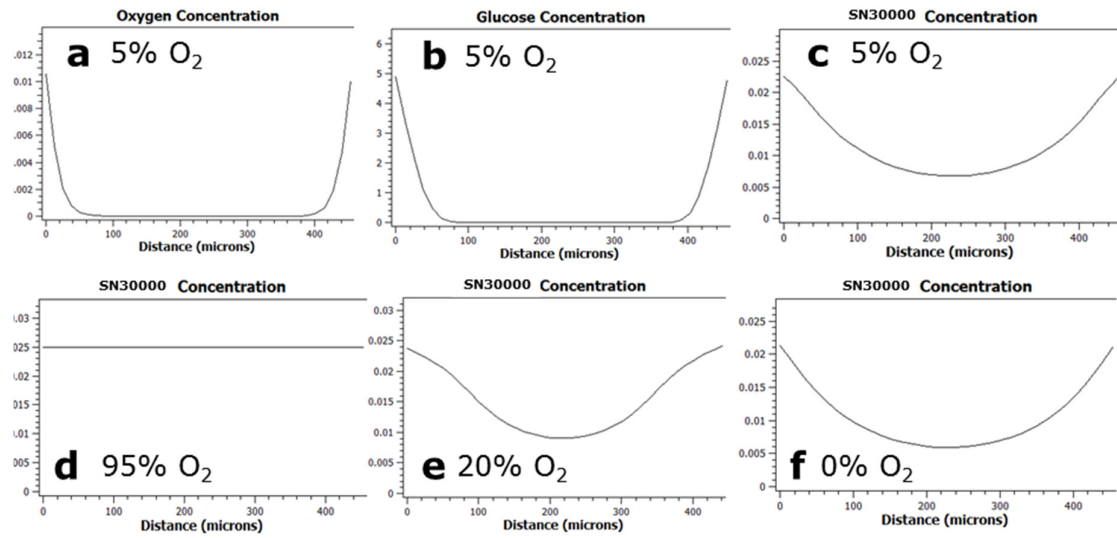 Oxygen Concentration
a 5% O₂
.012
.01
.008
.006
.004
.002
0
0 100 200 300 400
Distance (microns)
Glucose Concentration
b 5% O₂
6
5
4
3
2
1
0
0 100 200 300 400
Distance (microns)
SN30000 Concentration
c 5% O₂
0.025
0.02
0.015
0.01
0.005
0
0 100 200 300 400
Distance (microns)
SN30000 Concentration
0.03
.025
0.02
.015
0.01
.005
0
d 95% O₂
0 100 200 300 400
Distance (microns)
SN30000 Concentration
0.03
.025
0.02
.015
0.01
.005
0
e 20% O₂
0 100 200 300 400
Distance (microns)
SN30000 Concentration
0.025
0.02
0.015
0.01
0.005
0
f 0% O₂
0 100 200 300 400
Distance (microns)